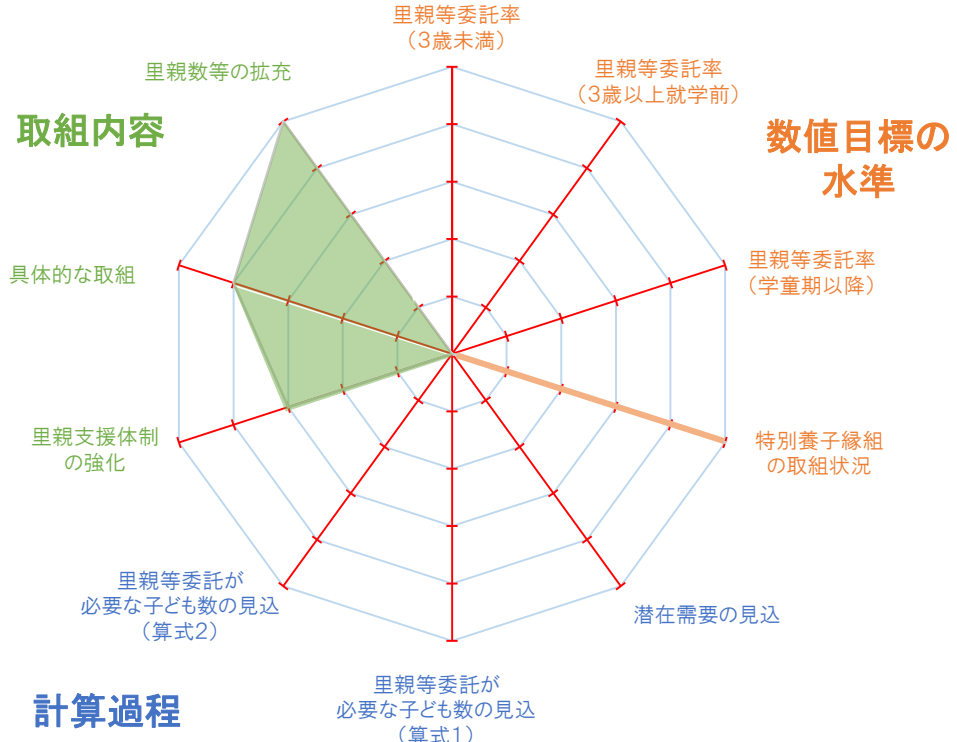 里親等委託率
（3歳未満）
里親等委託率
（3歳以上就学前）
数値目標の
水準
里親等委託率
（学童期以降）
特別養子縁組
の取組状況
潜在需要の見込
里親等委託が
必要な子ども数の見込
（算式1）
計算過程
里親等委託が
必要な子ども数の見込
（算式2）
里親支援体制
の強化
具体的な取組
取組内容
里親数等の拡充